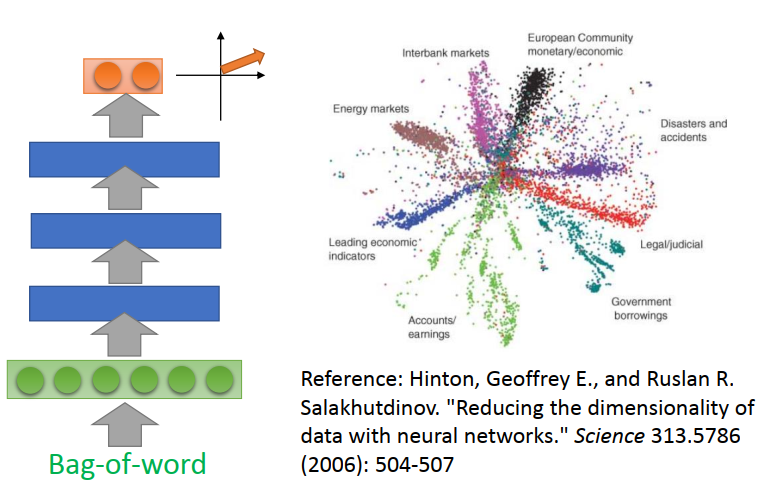 European Community
monetary/economic
Interbank markets
Energy markets
Disasters and
accidents
Leading economic
indicators
Legal/judicial
Government
borrowings
Accounts/
earnings
Reference: Hinton, Geoffrey E., and Ruslan R.
Salakhutdinov. "Reducing the dimensionality of
data with neural networks." Science 313.5786
(2006): 504-507
Bag-of-word